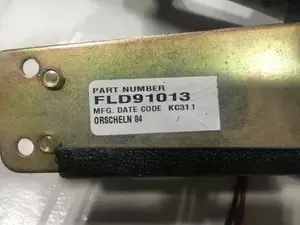 PART NUMBER
FLD91013
MFG. DATE CODE KC311
ORSCHELN 84